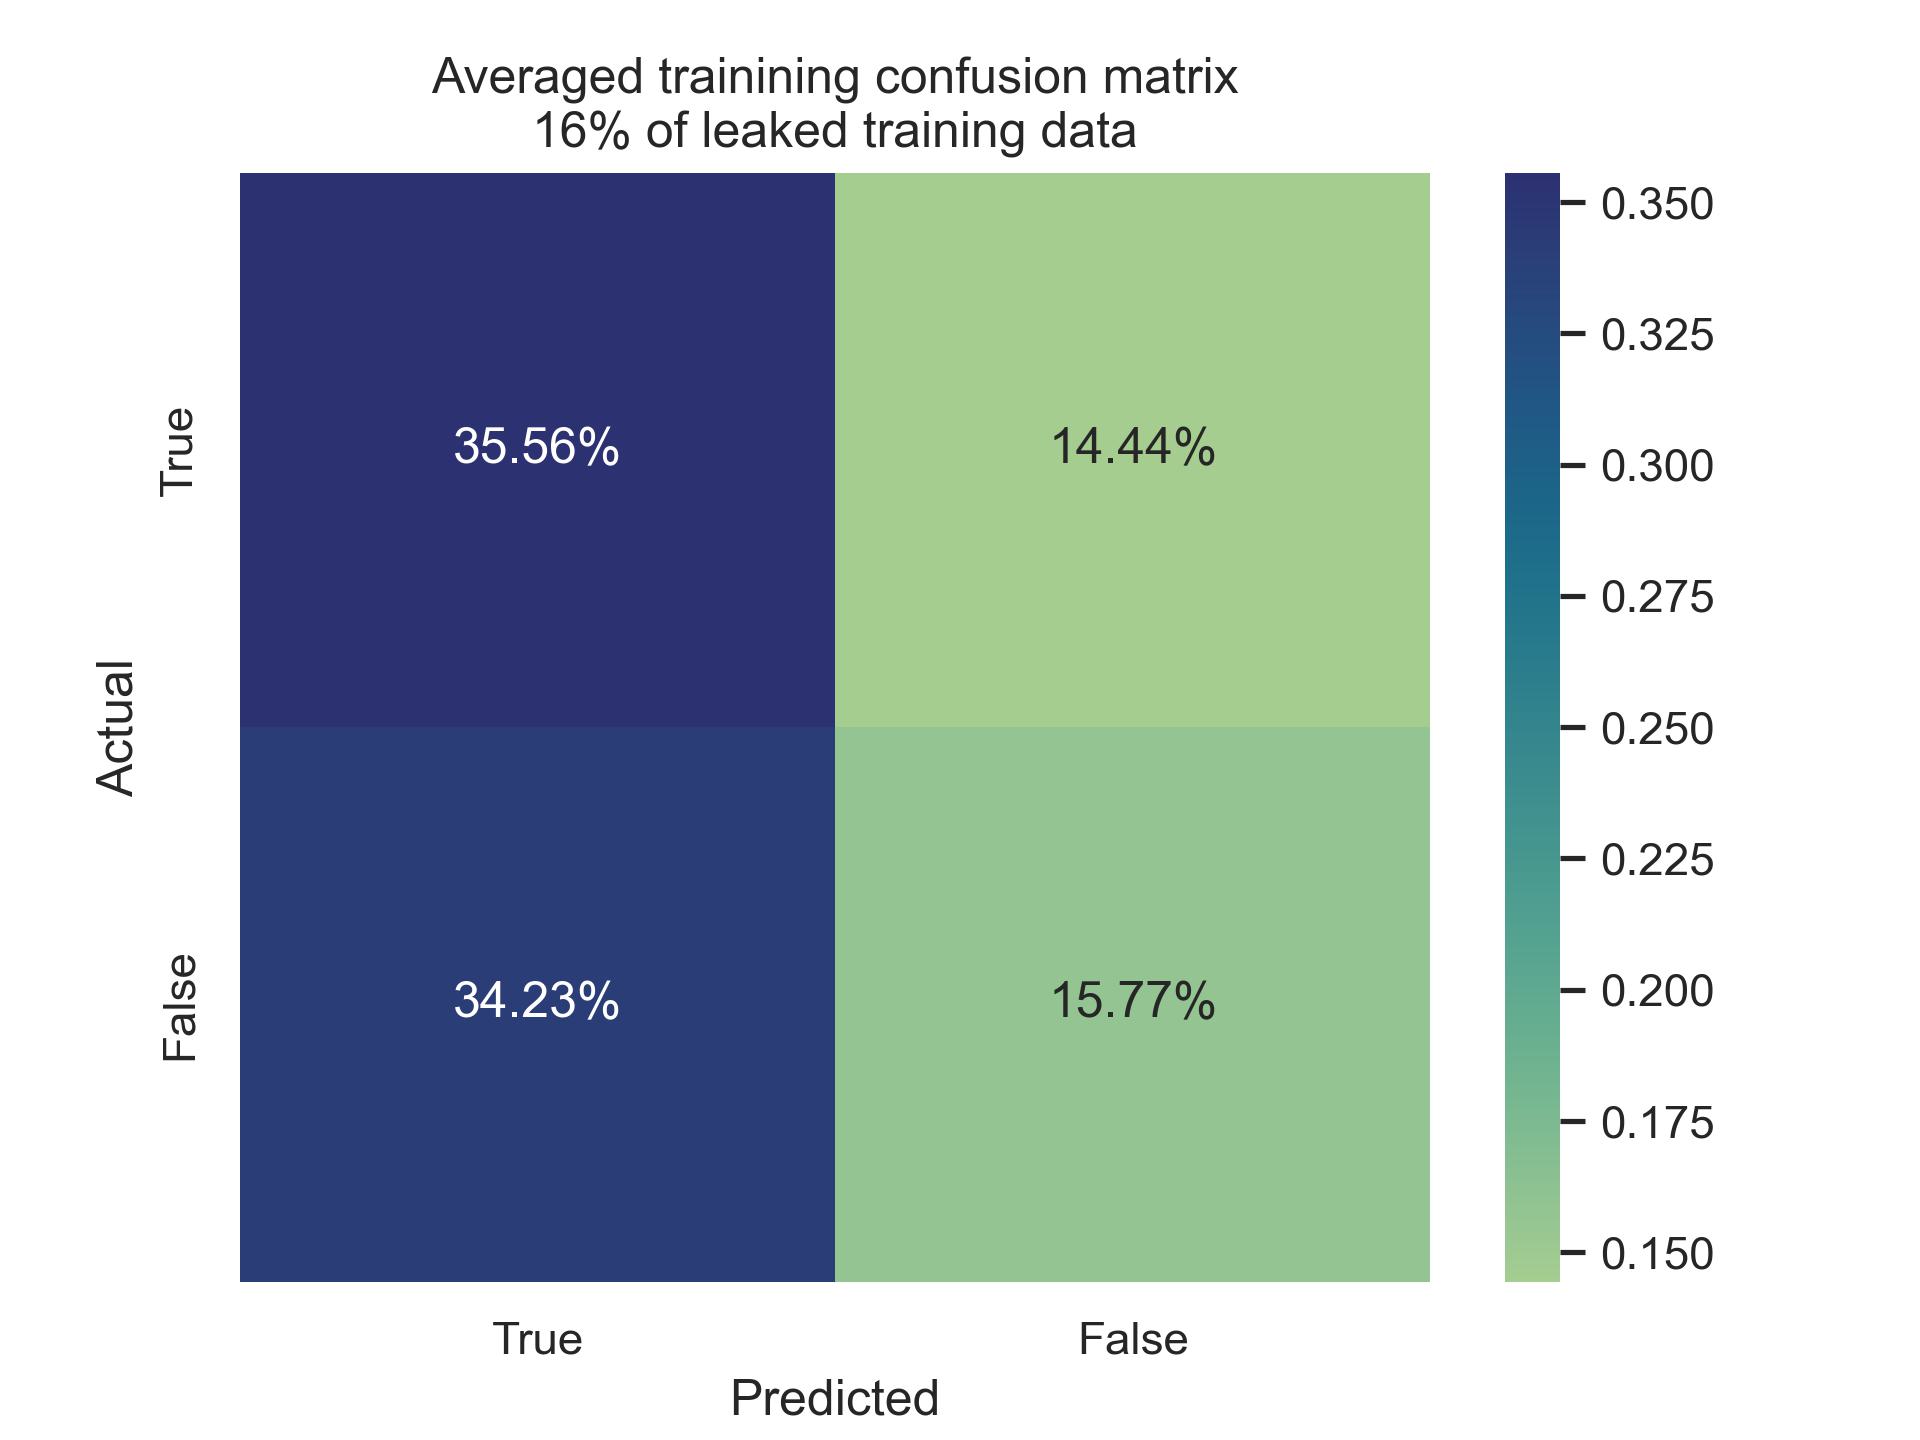 Averaged trainining confusion matrix
16% of leaked training data
Actual
True
35.56%
14.44%
False
34.23%
15.77%
True
False
Predicted
0.350
0.325
0.300
0.275
0.250
0.225
0.200
0.175
0.150